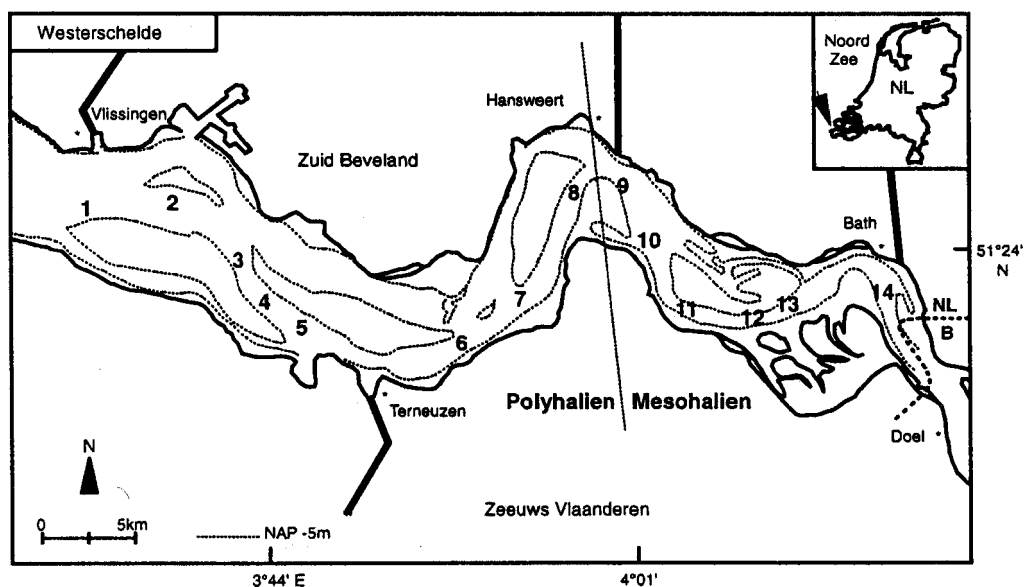 Westerschelde
Noord
Zee
NL
Vlissingen
Hansweert
Zuid Beveland
1
2
3
4
5
6
7
8
9
10
11
12
13
14
Bath
51°24'
N
NL
B
Polyhalien
Mesohalien
Terneuzen
Doel
N
Zeeuws Vlaanderen
0
5km
NAP -5m
3°44' E
4°01'